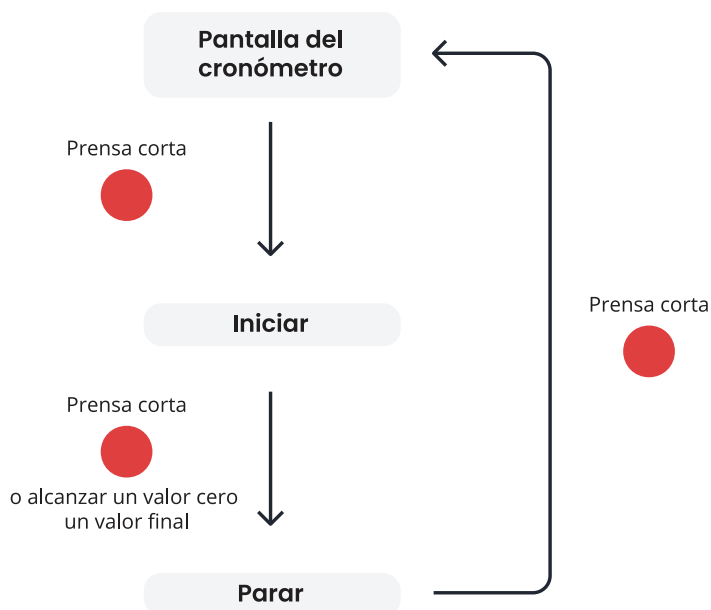 Pantalla del
cronómetro
Prensa corta
Iniciar
Prensa corta
Prensa corta
o alcanzar un valor cero
un valor final
Parar